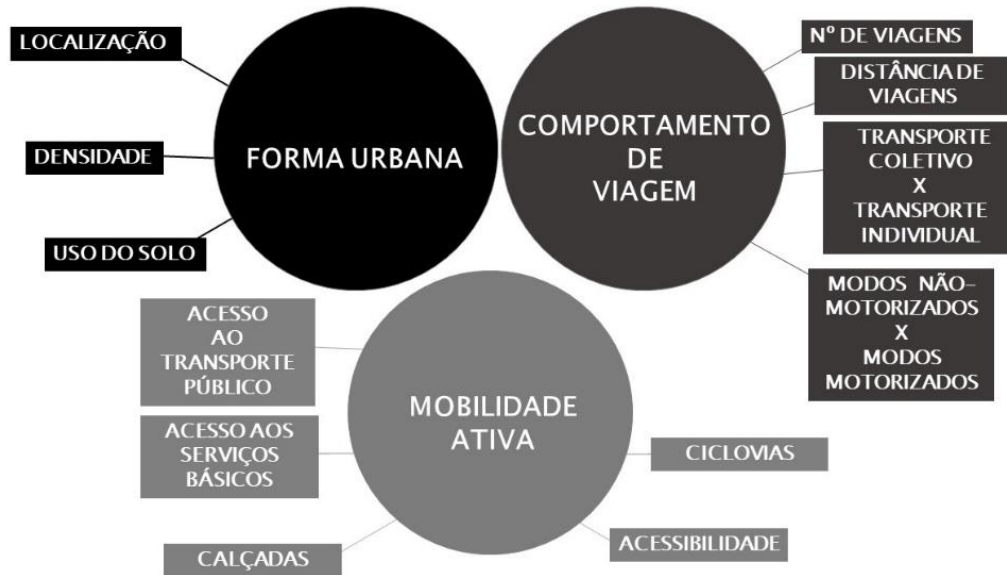 LOCALIZAÇÃO
DENSIDADE
USO DO SOLO
FORMA URBANA
COMPORTAMENTO
DE
VIAGEM
Nº DE VIAGENS
DISTÂNCIA DE
VIAGENS
TRANSPORTE
COLETIVO
X
TRANSPORTE
INDIVIDUAL
MODOS NÃO-
MOTORIZADOS
X
MODOS
MOTORIZADOS
ACESSO
AO
TRANSPORTE
PÚBLICO
ACESSO AOS
SERVIÇOS
BÁSICOS
CALÇADAS
MOBILIDADE
ATIVA
CICLOVIAS
ACESSIBILIDADE